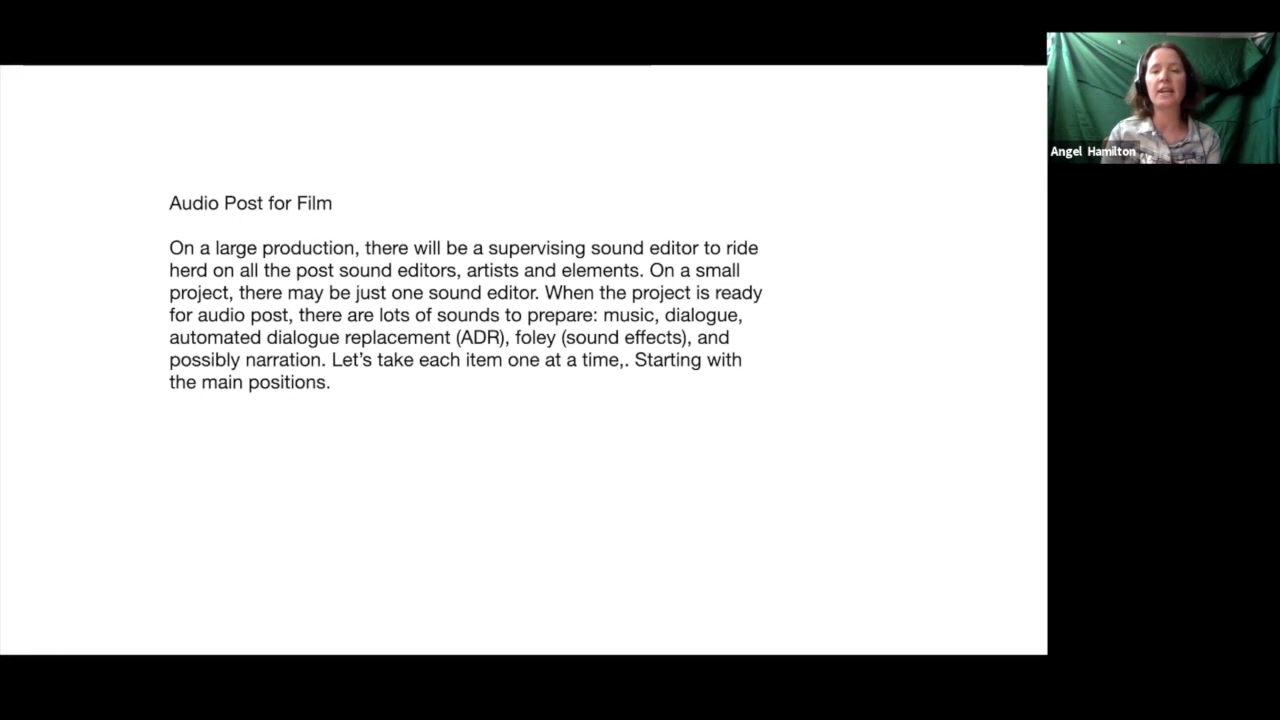 Audio Post for Film
On a large production, there will be a supervising sound editor to ride
herd on all the post sound editors, artists and elements. On a small
project, there may be just one sound editor. When the project is ready
for audio post, there are lots of sounds to prepare: music, dialogue,
automated dialogue replacement (ADR), foley (sound effects), and
possibly narration. Let’s take each item one at a time,. Starting with
the main positions.
Angel Hamilton